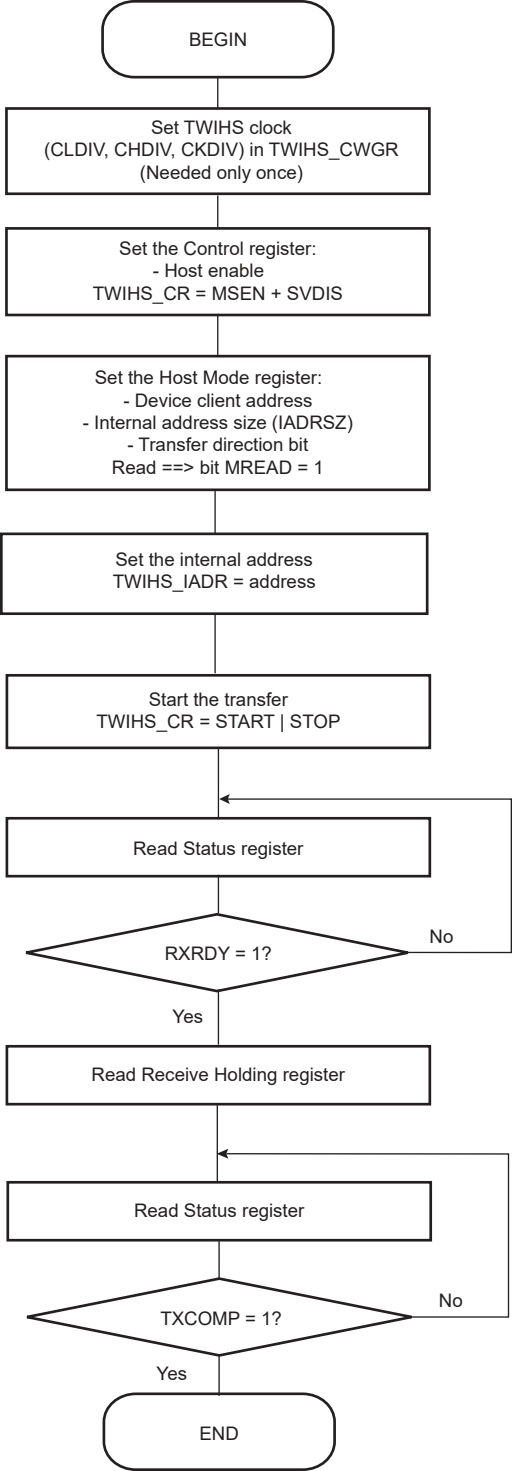 BEGIN
Set TWIHS clock
(CLDIV, CHDIV, CKDIV) in TWIHS_CWGR
(Needed only once)
Set the Control register:
- Host enable
TWIHS_CR = MSEN + SVDIS
Set the Host Mode register:
- Device client address
- Internal address size (IADRSZ)
- Transfer direction bit
Read ==> bit MREAD = 1
Set the internal address
TWIHS_IADR = address
Start the transfer
TWIHS_CR = START | STOP
Read Status register
RXRDY = 1?
No
Yes
Read Receive Holding register
Read Status register
TXCOMP = 1?
No
Yes
END